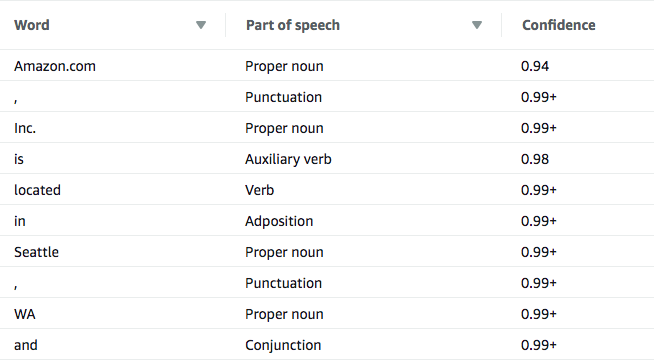 Word Part of speech Confidence
Amazon.com Proper noun 0.94
, Punctuation 0.99+
Inc. Proper noun 0.99+
is Auxiliary verb 0.98
located Verb 0.99+
in Adposition 0.99+
Seattle Proper noun 0.99+
, Punctuation 0.99+
WA Proper noun 0.99+
and Conjunction 0.99+